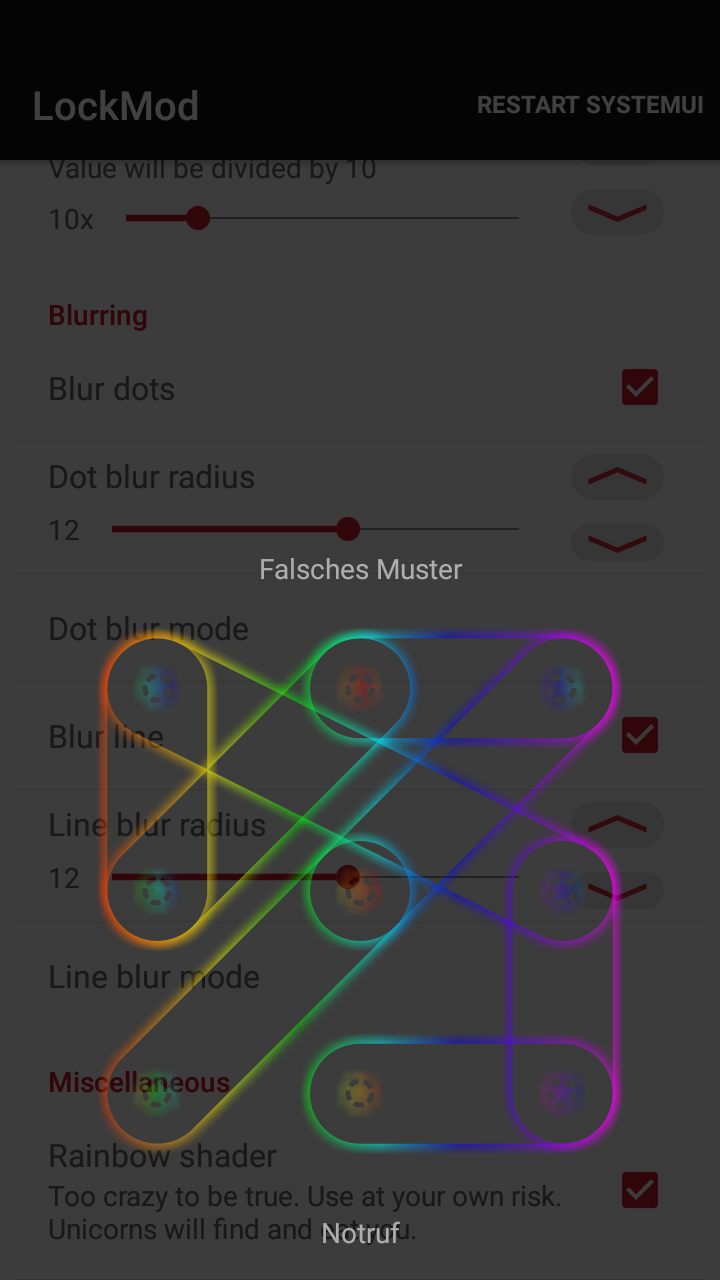 LockMod
RESTART SYSTEMUI
Value will be divided by 10
10x
Blurring
Blur dots
Dot blur radius
12
Falsches Muster
Dot blur mode
Blur line
Line blur radius
12
Line blur mode
Miscellaneous
Rainbow shader
Too crazy to be true. Use at your own risk.
Unicorns will find and eat you.
Notruf